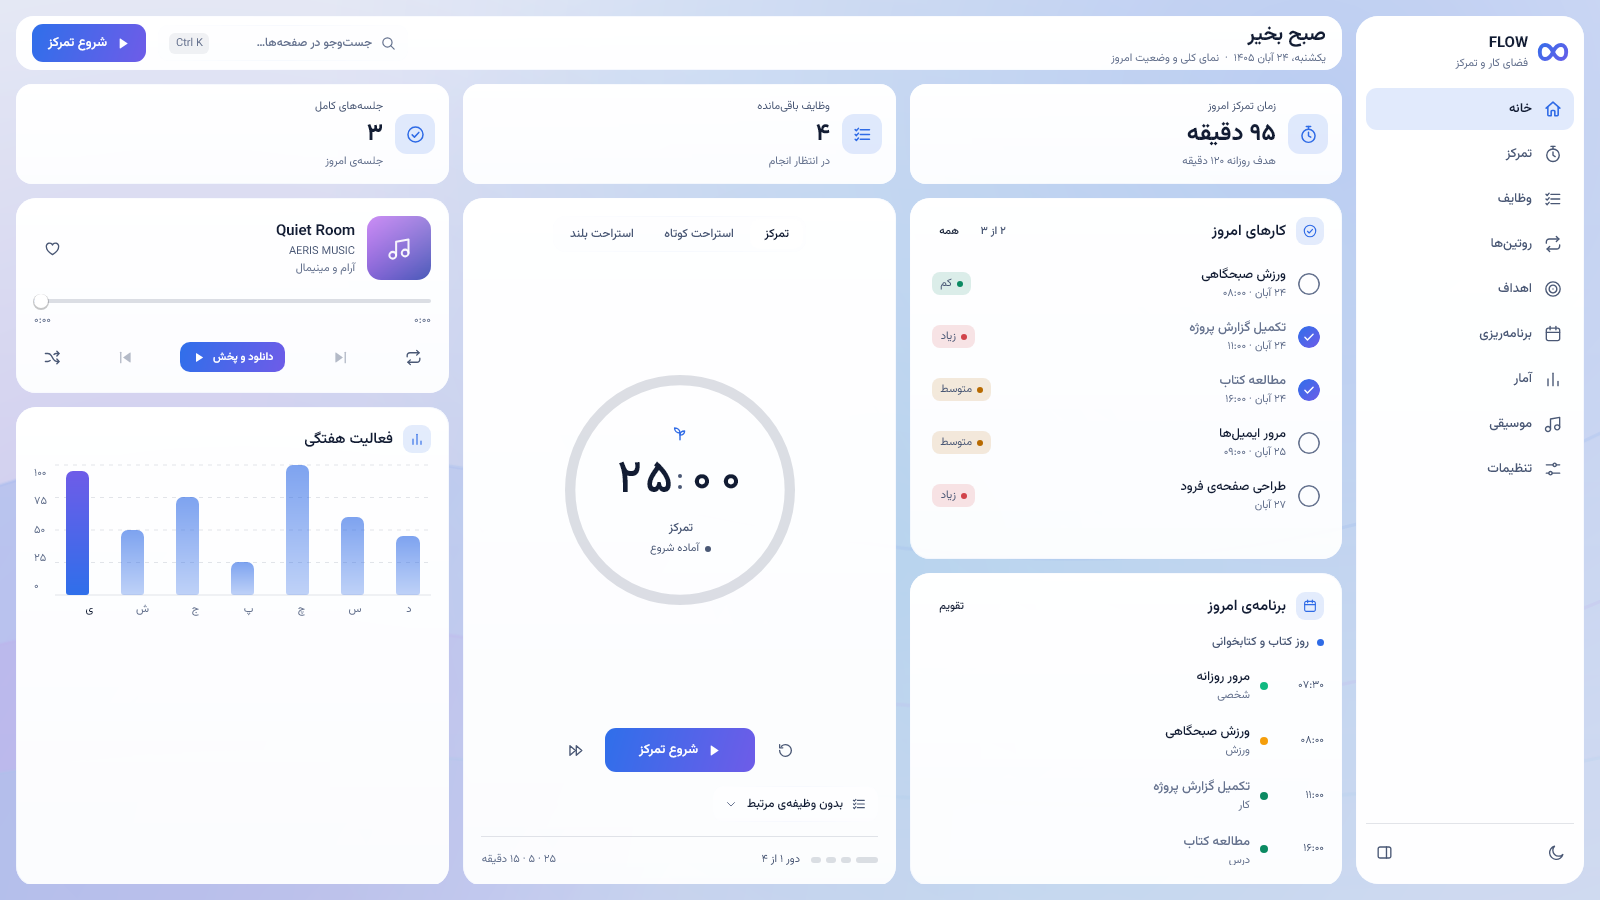 FLOW
فضای کار و تمرکز
خانه
تمرکز
وظایف
روتین‌ها
اهداف
برنامه‌ریزی
آمار
موسیقی
تنظیمات
صبح بخیر
یکشنبه، ۲۴ آبان ۱۴۰۵ · نمای کلی و وضعیت امروز
جست‌وجو در صفحه‌ها...
Ctrl K
شروع تمرکز
زمان تمرکز امروز
۹۵ دقیقه
هدف روزانه ۱۲۰ دقیقه
وظایف باقی‌مانده
۴
در انتظار انجام
جلسه‌های کامل
۳
جلسه‌ی امروز
کارهای امروز
۲ از ۳
همه
ورزش صبحگاهی
۲۴ آبان · ۰۸:۰۰
کم
تکمیل گزارش پروژه
۲۴ آبان · ۱۱:۰۰
زیاد
مطالعه کتاب
۲۴ آبان · ۱۶:۰۰
متوسط
مرور ایمیل‌ها
۲۵ آبان · ۰۹:۰۰
متوسط
طراحی صفحه‌ی فرود
۲۷ آبان
زیاد
برنامه‌ی امروز
تقویم
روز کتاب و کتابخوانی
۰۷:۳۰
مرور روزانه
شخصی
۰۸:۰۰
ورزش صبحگاهی
ورزش
۱۱:۰۰
تکمیل گزارش پروژه
کار
۱۶:۰۰
مطالعه کتاب
درس
تمرکز
استراحت کوتاه
استراحت بلند
۲۵:۰۰
تمرکز
آماده شروع
شروع تمرکز
بدون وظیفه‌ی مرتبط
دور ۱ از ۴
۲۵ · ۵ · ۱۵ دقیقه
Quiet Room
AERIS MUSIC
آرام و مینیمال
۰:۰۰
۰:۰۰
دانلود و پخش
فعالیت هفتگی
۱۰۰
۷۵
۵۰
۲۵
۰
د
س
چ
پ
ج
ش
ی